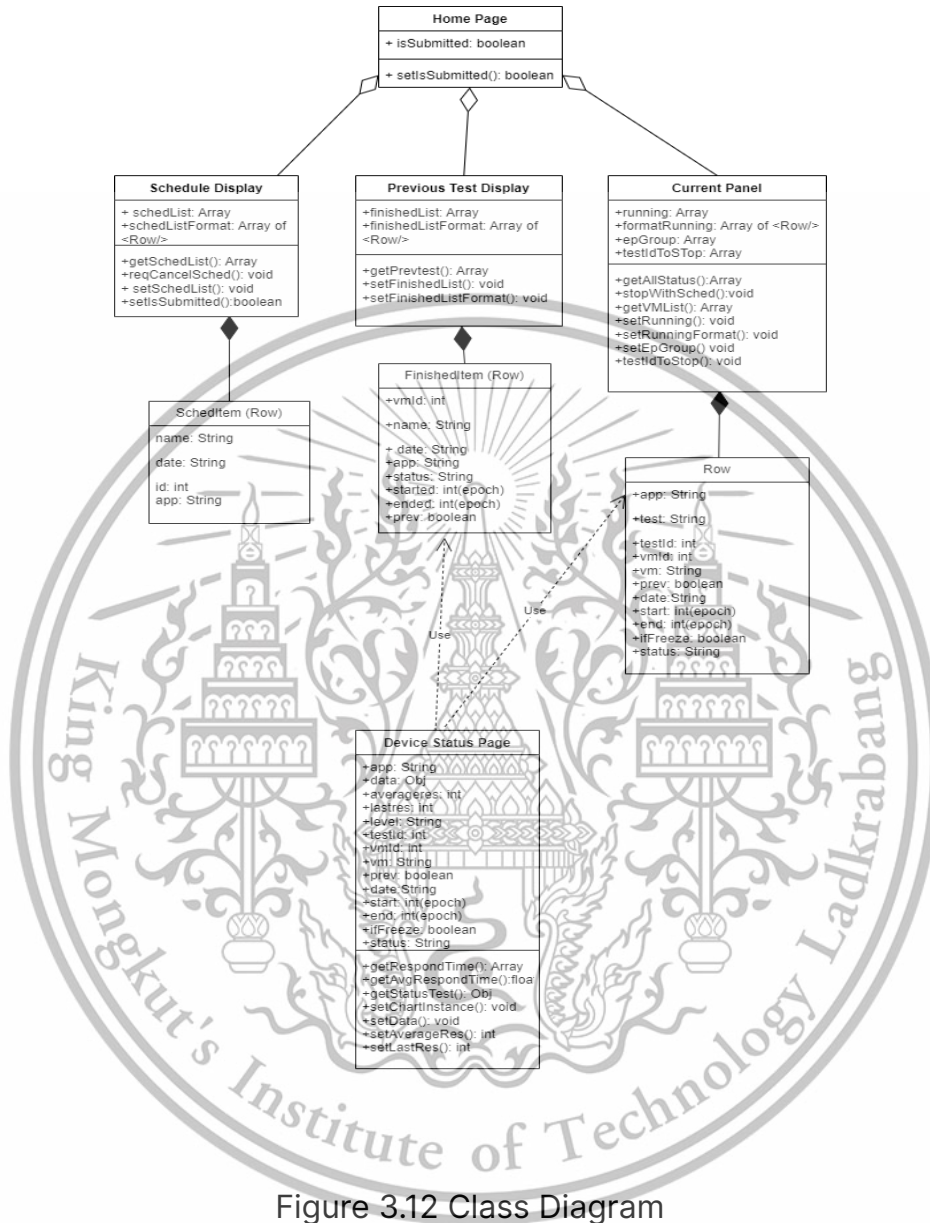 Home Page
+ isSubmitted: boolean
+ setIsSubmitted(): boolean
Schedule Display
+ schedList: Array
+schedListFormat: Array of
<Row/>
+getSchedList(): Array
+reqCancelSched(): void
+ setSchedList(): void
+setIsSubmitted():boolean
Previous Test Display
+finishedList: Array
+finishedListFormat: Array of
<Row/>
+getPrevtest(): Array
+setFinishedList(): void
+setFinishedListFormat(): void
Current Panel
+running: Array
+formatRunning: Array of <Row/>
+epGroup: Array
+testIdToSTop: Array
+getAllStatus():Array
+stopWithSched():void
+getVMList(): Array
+setRunning(): void
+setRunningFormat(): void
+setEpGroup() void
+testIdToStop(): void
SchedItem (Row)
name: String
date: String
id: int
app: String
FinishedItem (Row)
+vmId: int
+name: String
+ date: String
+app: String
+status: String
+started: int(epoch)
+ended: int(epoch)
+prev: boolean
Row
+app: String
+test: String
+testId: int
+vmId: int
+vm: String
+prev: boolean
+date:String
+start: int(epoch)
+end: int(epoch)
+ifFreeze: boolean
+status: String
Use
Use
Device Status Page
+app: String
+data: Obj
+averageres: int
+lastres: int
+level: String
+testId: int
+vmId: int
+vm: String
+prev: boolean
+date:String
+start: int(epoch)
+end: int(epoch)
+ifFreeze: boolean
+status: String
+getRespondTime(): Array
+getAvgRespondTime():floa
+getStatusTest(): Obj
+setChartInstance(): void
+setData(): void
+setAverageRes(): int
+setLastRes(): int
King Mongkut's Institute of Technology Ladkrabang
Figure 3.12 Class Diagram